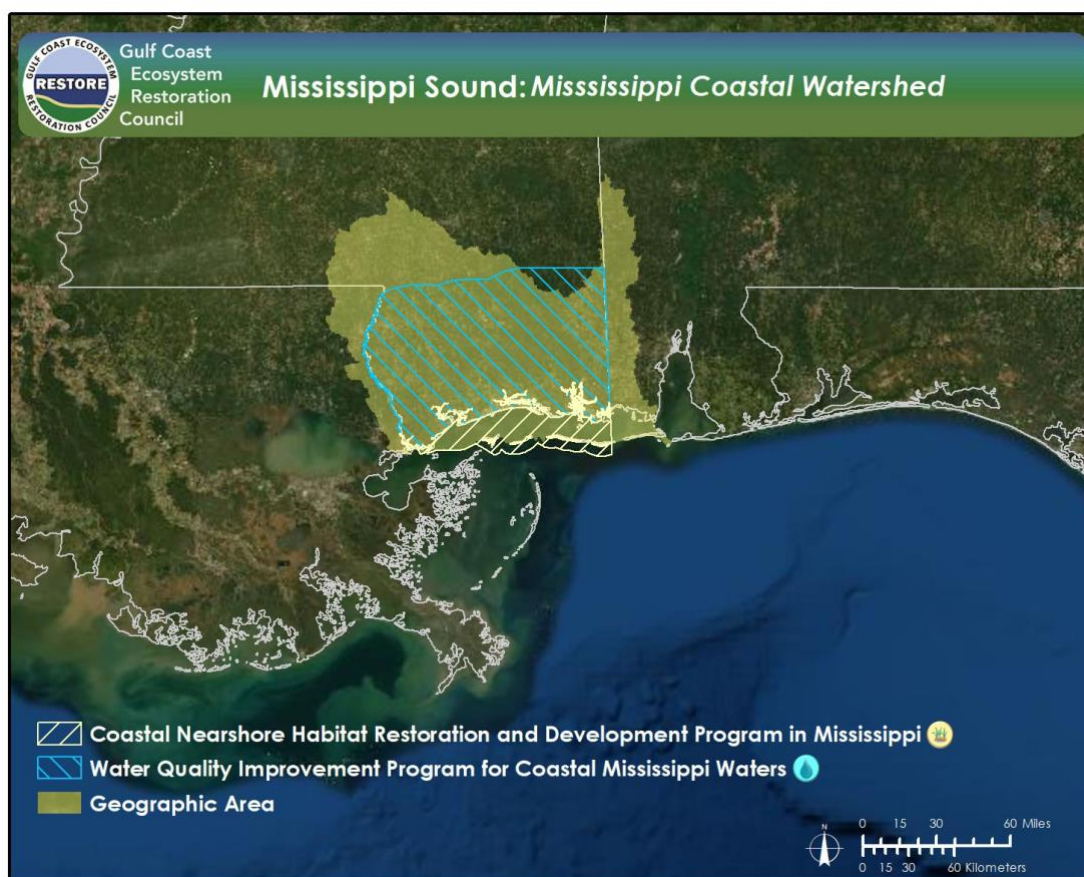 GULF COAST ECOSYSTEM
RESTORE
RESTORATION COUNCIL
Gulf Coast
Ecosystem
Restoration
Council
Mississippi Sound: Misssissippi Coastal Watershed
Coastal Nearshore Habitat Restoration and Development Program in Mississippi
Water Quality Improvement Program for Coastal Mississippi Waters
Geographic Area
N
0 15 30 60 Miles
0 15 30 60 Kilometers